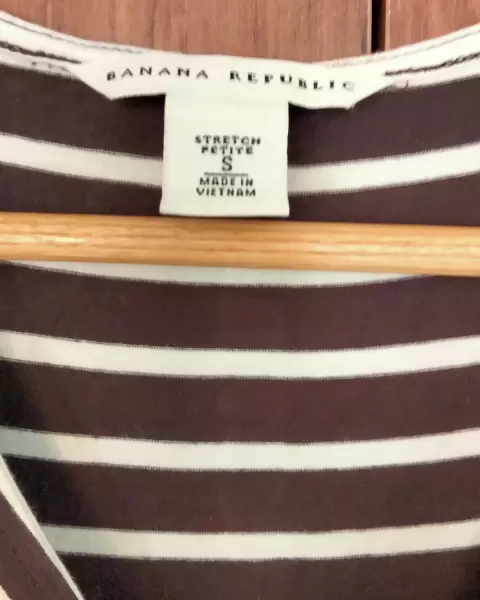 BANANA REPUBLIC
STRETCH
PETITE
S
MADE IN
VIETNAM